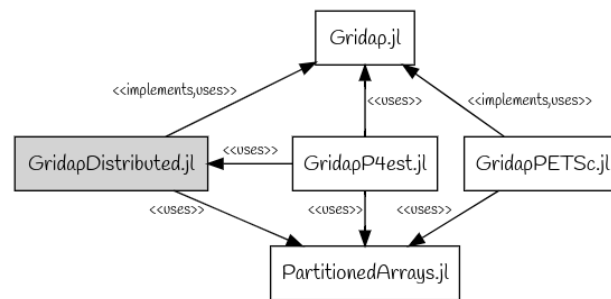 Gridap.jl
<<implements,uses>>
<<uses>>
<<implements,uses>>
GridapDistributed.jl
<<uses>>
GridapP4est.jl
GridapPETSc.jl
<<uses>>
<<uses>>
<<uses>>
PartitionedArrays.jl